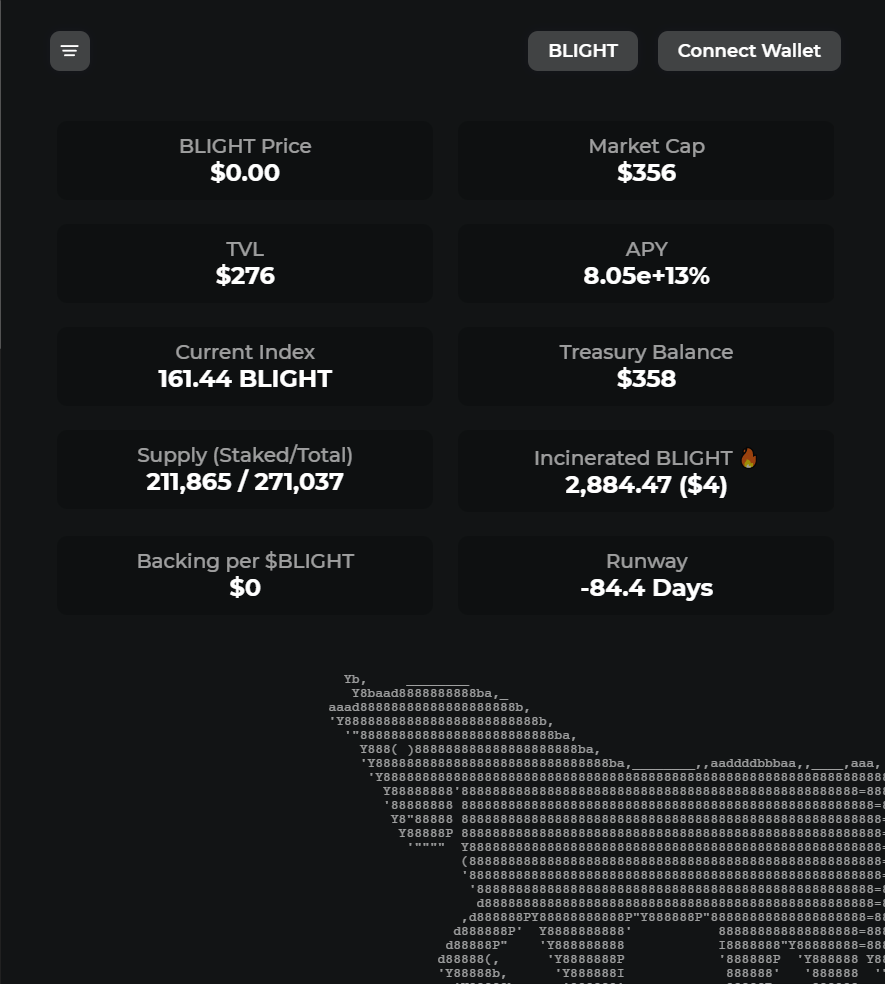 BLIGHT Connect Wallet
BLIGHT Price Market Cap
$0.00 $356
TVL APY
$276 8.05e+13%
Current Index Treasury Balance
161.44 BLIGHT $358
Supply (Staked/Total) Incinerated BLIGHT 🔥
211,865 / 271,037 2,884.47 ($4)
Backing per $BLIGHT Runway
$0 -84.4 Days